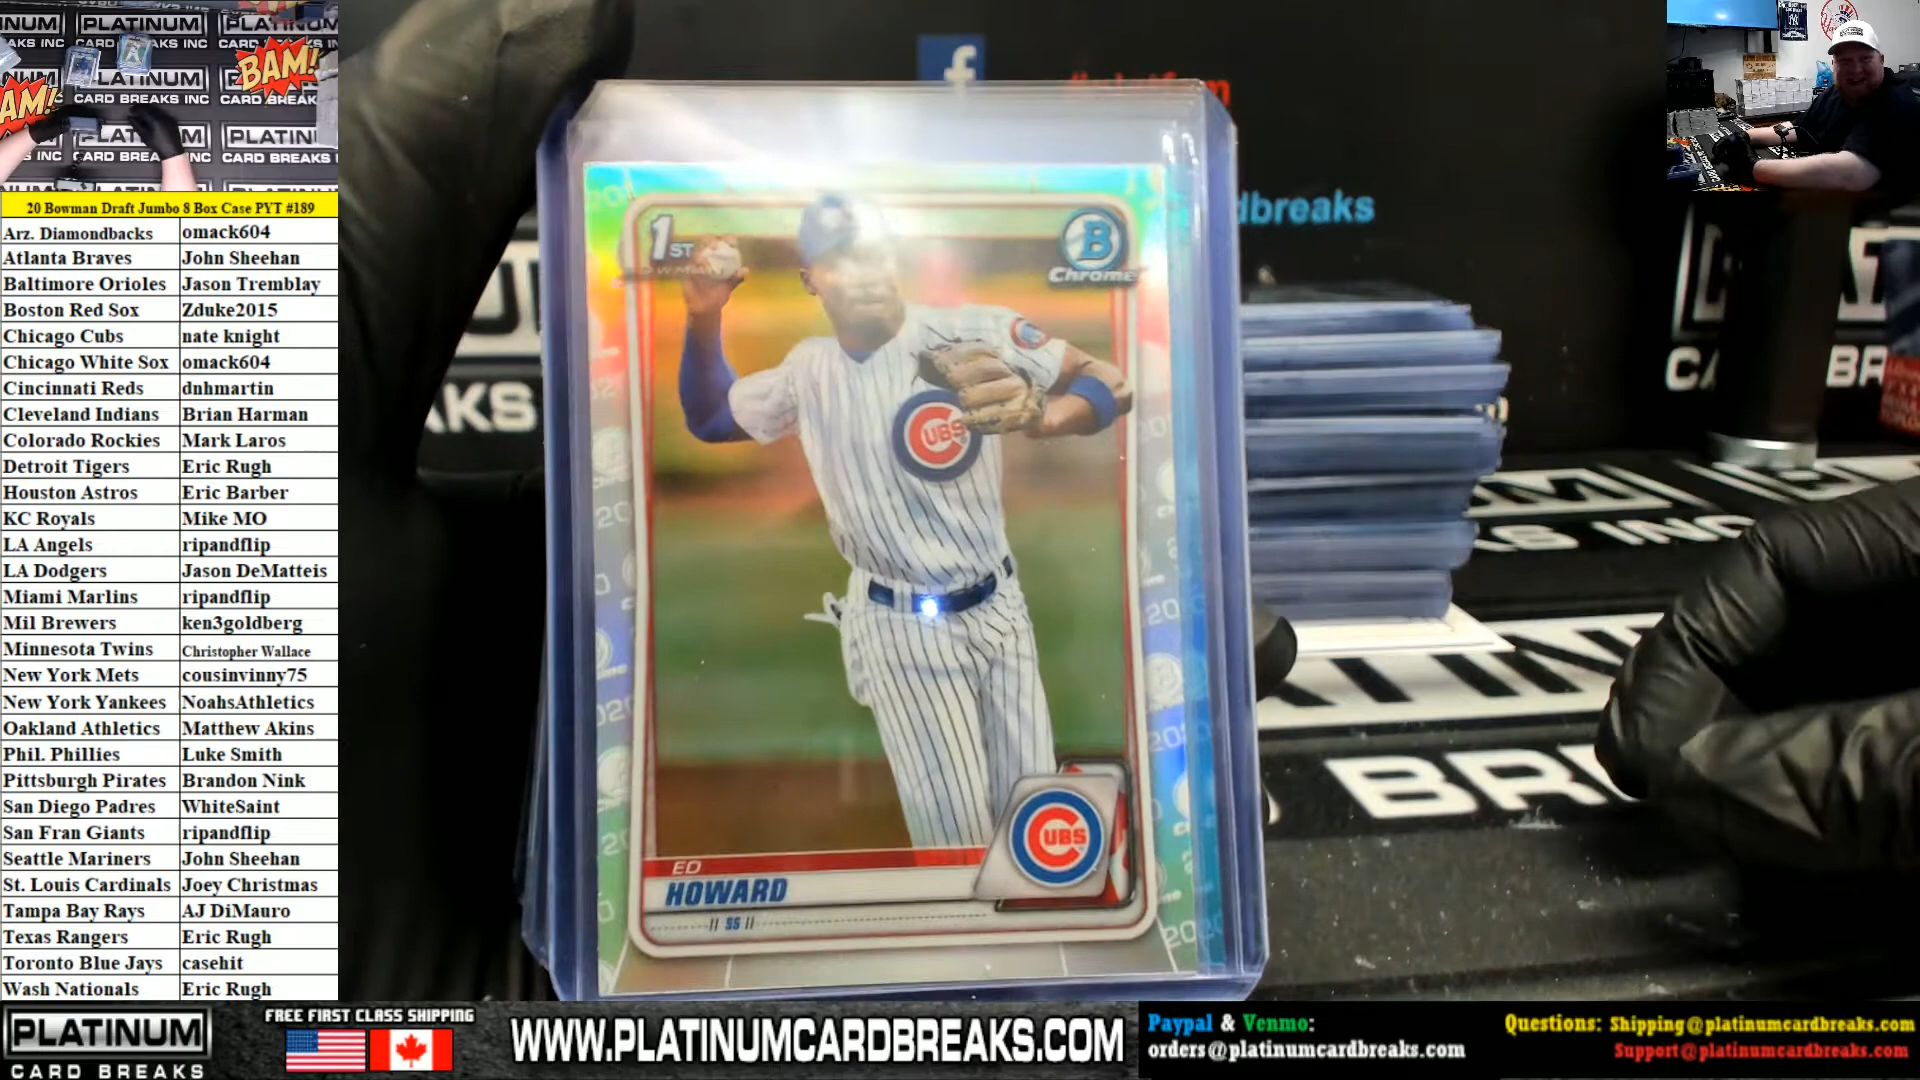 20 Bowman Draft Jumbo 8 Box Case PYT #189
Arz. Diamondbacks omack604
Atlanta Braves John Sheehan
Baltimore Orioles Jason Tremblay
Boston Red Sox Zduke2015
Chicago Cubs nate knight
Chicago White Sox omack604
Cincinnati Reds dnhmartin
Cleveland Indians Brian Harman
Colorado Rockies Mark Laros
Detroit Tigers Eric Rugh
Houston Astros Eric Barber
KC Royals Mike MO
LA Angels ripandflip
LA Dodgers Jason DeMatteis
Miami Marlins ripandflip
Mil Brewers ken3goldberg
Minnesota Twins Christopher Wallace
New York Mets cousinvinny75
New York Yankees NoahsAthletics
Oakland Athletics Matthew Akins
Phil. Phillies Luke Smith
Pittsburgh Pirates Brandon Nink
San Diego Padres WhiteSaint
San Fran Giants ripandflip
Seattle Mariners John Sheehan
St. Louis Cardinals Joey Christmas
Tampa Bay Rays AJ DiMauro
Texas Rangers Eric Rugh
Toronto Blue Jays casehit
Wash Nationals Eric Rugh
PLATINUM
CARD BREAKS INC
BAM!
f
dbreaks
1ST
B
Chrome
CUBS
CUBS
ED
HOWARD
SS
PLATINUM
CARD BREAKS
FREE FIRST CLASS SHIPPING
WWW.PLATINUMCARDBREAKS.COM
Paypal & Venmo:
orders@platinumcardbreaks.com
Questions: Shipping@platinumcardbreaks.com
Support@platinumcardbreaks.com